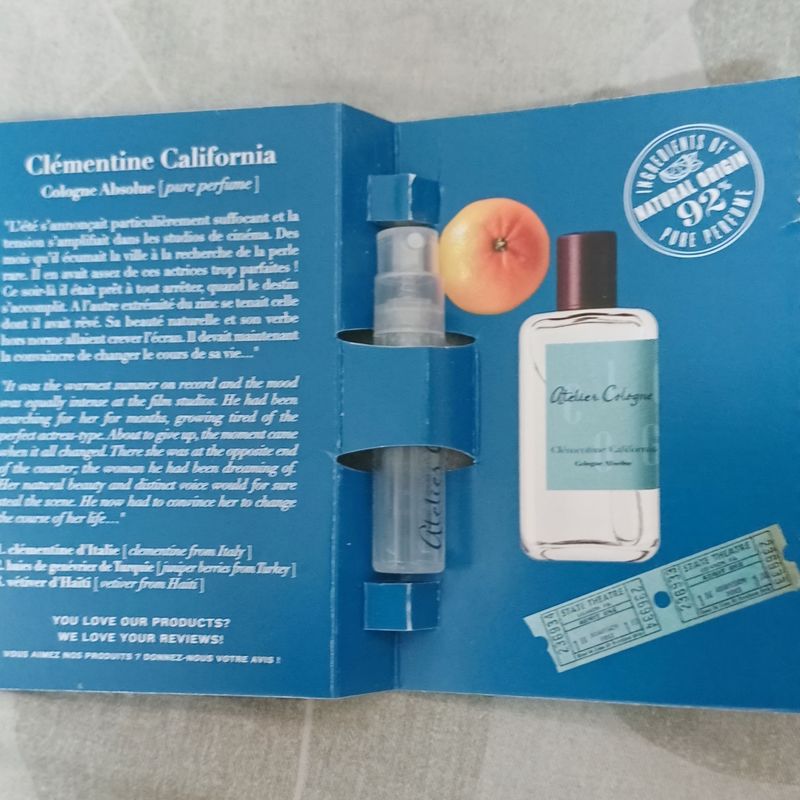 Clémentine California
Cologne Absolue [pure perfume]
"L'été s'annonçait particulièrement suffocant et la
tension s'amplifiait dans les studios de cinéma. Des
mois qu'il écumait la ville à la recherche de la perle
rare. Il en avait assez de ces actrices trop parfaites !
Ce soir-là il était prêt à tout arrêter, quand le destin
s'accomplit. A l'autre extrémité du zinc se tenait celle
dont il avait rêvé. Sa beauté naturelle et son verbe
hors norme allaient crever l'écran. Il devait maintenant
la convaincre de changer le cours de sa vie..."
"It was the warmest summer on record and the mood
was equally intense at the film studios. He had been
searching for her for months, growing tired of the
perfect actress-type. About to give up, the moment came
when it all changed. There she was at the opposite end
of the counter, the woman he had been dreaming of.
Her natural beauty and distinct voice would for sure
steal the scene. He now had to convince her to change
the course of her life..."
clémentine d'Italie [clementine from Italy]
baies de genévrier de Turquie [juniper berries from Turkey]
vétiver d'Haïti [vetiver from Haiti]
YOU LOVE OUR PRODUCTS?
WE LOVE YOUR REVIEWS!
VOUS AIMEZ NOS PRODUITS ? DONNEZ-NOUS VOTRE AVIS !
Atelier
INGREDIENTS OF
NATURAL ORIGIN
92%
PURE PERFUME
Atelier Cologne
Clémentine California
Cologne Absolue
STATE THEATRE
236934
STATE THEATRE